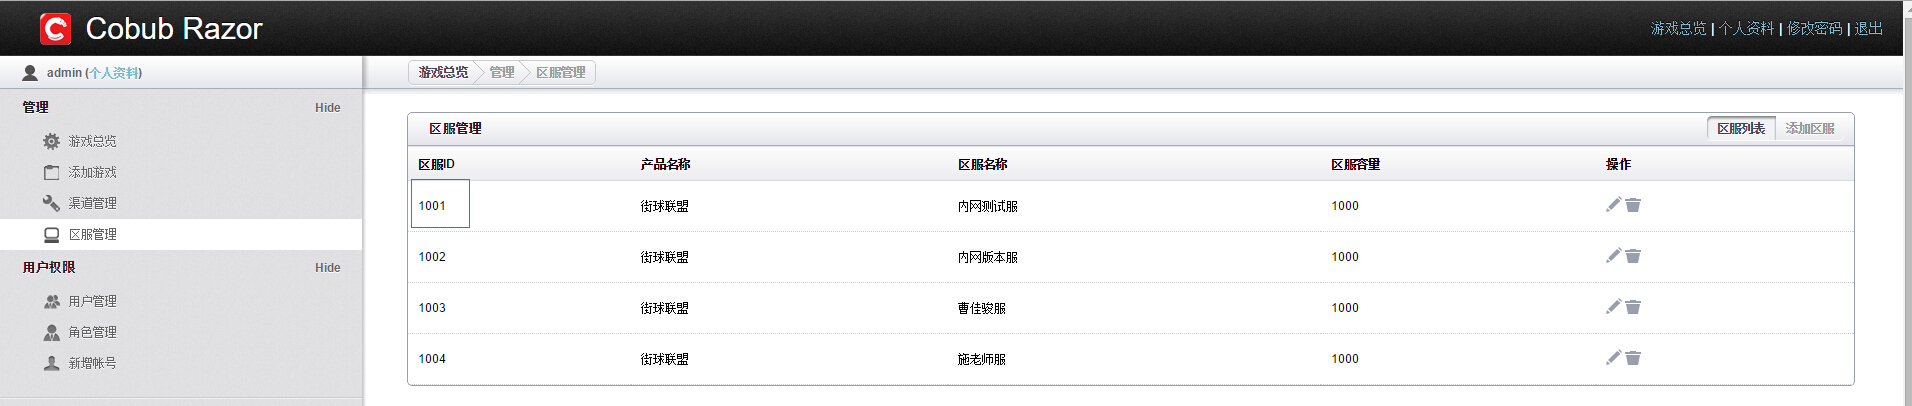 Cobub Razor
游戏总览 | 个人资料 | 修改密码 | 退出
admin (个人资料)
游戏总览 管理 区服管理
管理 Hide
游戏总览
添加游戏
渠道管理
区服管理
用户权限 Hide
用户管理
角色管理
新增帐号
区服管理 区服列表 添加区服
区服ID 产品名称 区服名称 区服容量 操作
1001 街球联盟 内网测试服 1000
1002 街球联盟 内网版本服 1000
1003 街球联盟 曹佳骏服 1000
1004 街球联盟 施老师服 1000